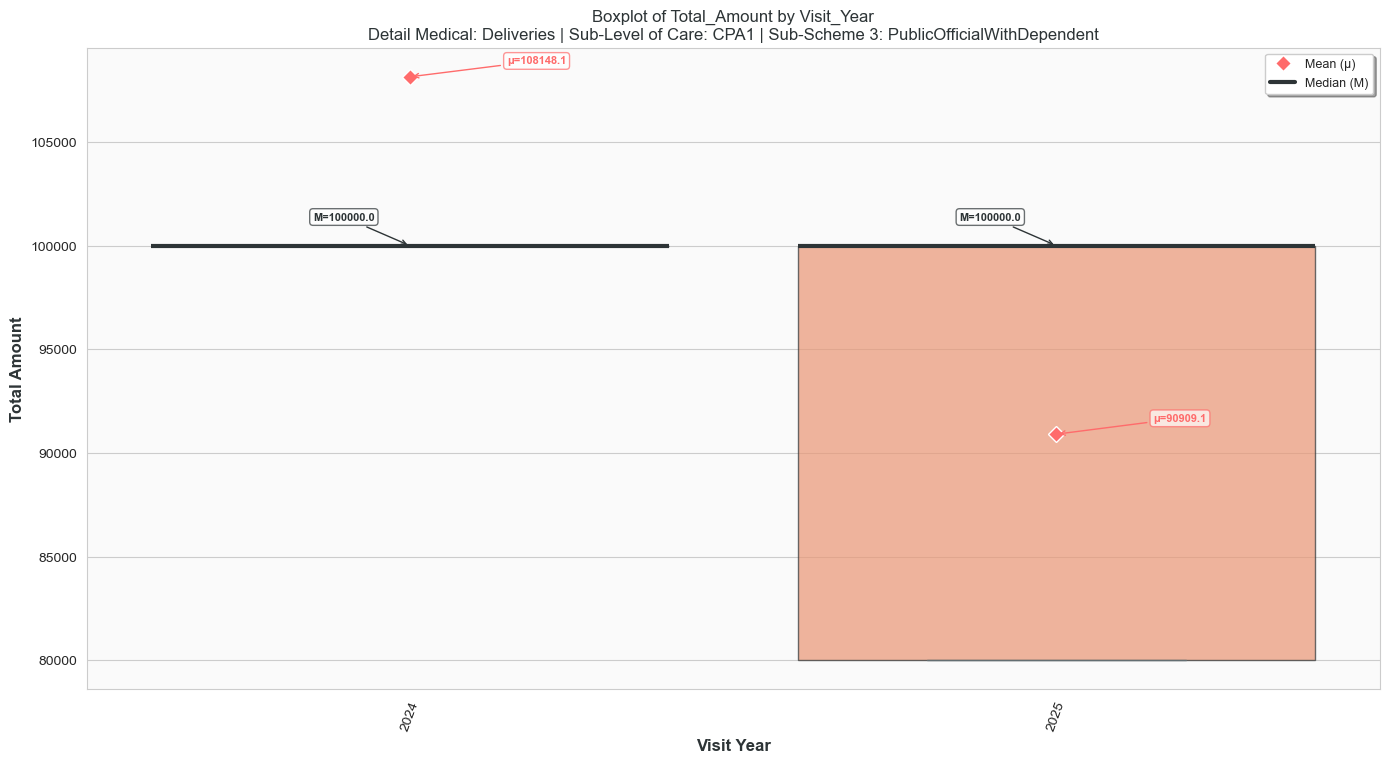 Boxplot of Total_Amount by Visit_Year
Detail Medical: Deliveries | Sub-Level of Care: CPA1 | Sub-Scheme 3: PublicOfficialWithDependent
μ=108148.1
Mean (μ)
Median (M)
105000
M=100000.0
M=100000.0
100000
95000
μ=90909.1
90000
85000
80000
Total Amount
2024
2025
Visit Year